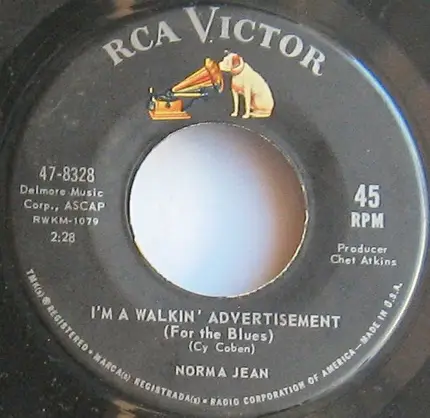 RCA VICTOR
47-8328
Delmore Music
Corp., ASCAP
RWKM-1079
2:28
45
RPM
Producer
Chet Atkins
I'M A WALKIN' ADVERTISEMENT
(For the Blues)
(Cy Coben)
NORMA JEAN
TMK(s) ® REGISTERED • MARCA(s) REGISTRADA(s) • RADIO CORPORATION OF AMERICA—MADE IN U.S.A.